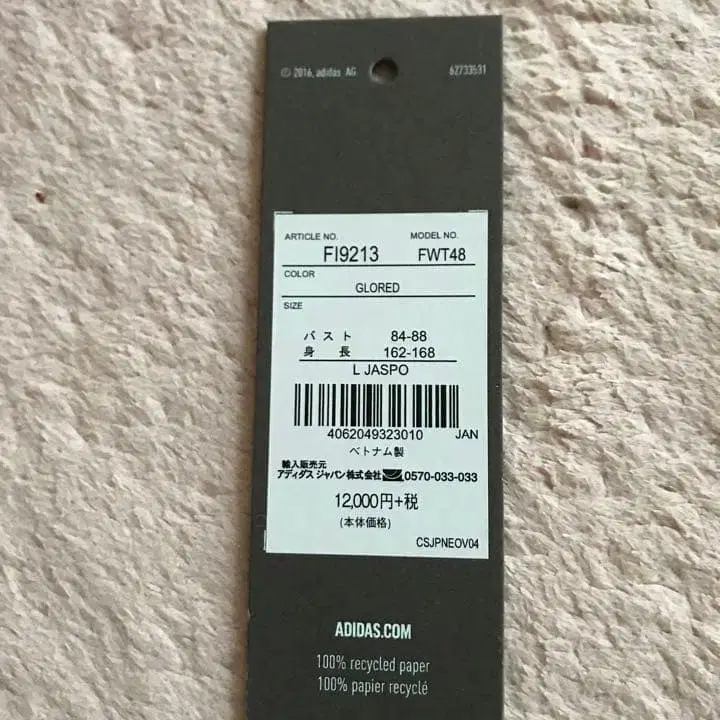 © 2016, adidas AG 62733531
ARTICLE NO. MODEL NO.
FI9213 FWT48
COLOR
GLORED
SIZE
バスト 84-88
身長 162-168
L JASPO
4062049323010 JAN
ベトナム製
輸入販売元
アディダス ジャパン株式会社 0570-033-033
12,000円+税
(本体価格)
CSJPNEOV04
ADIDAS.COM
100% recycled paper
100% papier recyclé